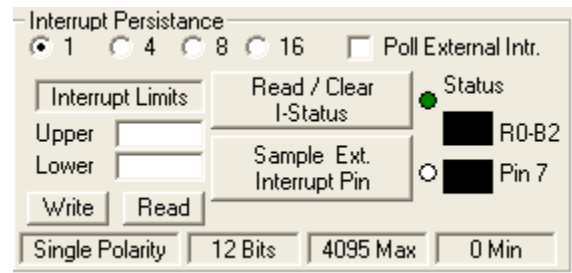 Interrupt Persistance
1 4 8 16 Poll External Intr.
Interrupt Limits
Read / Clear
I-Status
Status
Upper
R0-B2
Lower
Sample Ext.
Interrupt Pin
Pin 7
Write Read
Single Polarity 12 Bits 4095 Max 0 Min